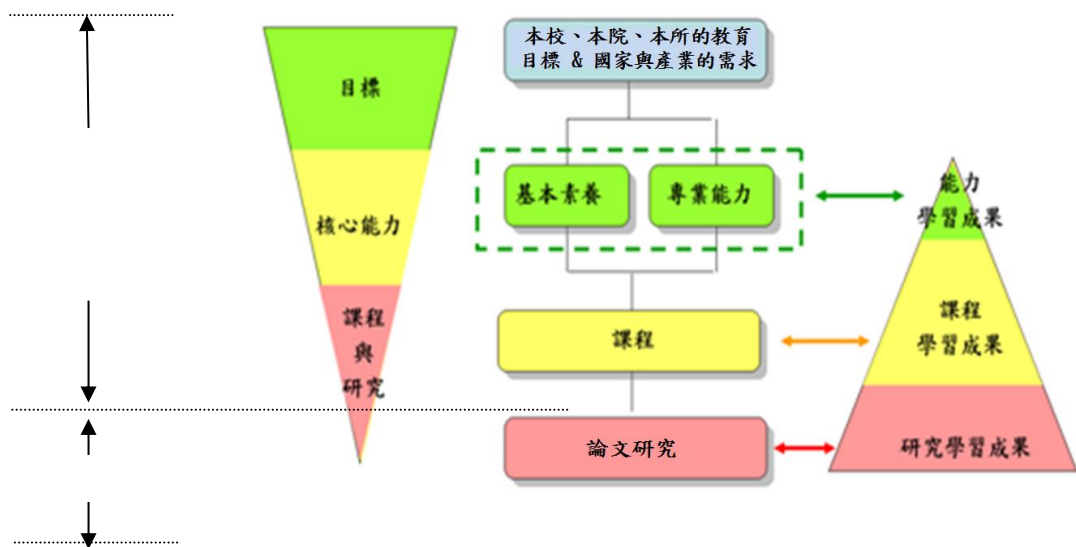 本校、本院、本所的教育
目標 & 國家與產業的需求
目標
核心能力
課程
與
研究
基本素養
專業能力
課程
論文研究
能力
學習成果
課程
學習成果
研究學習成果